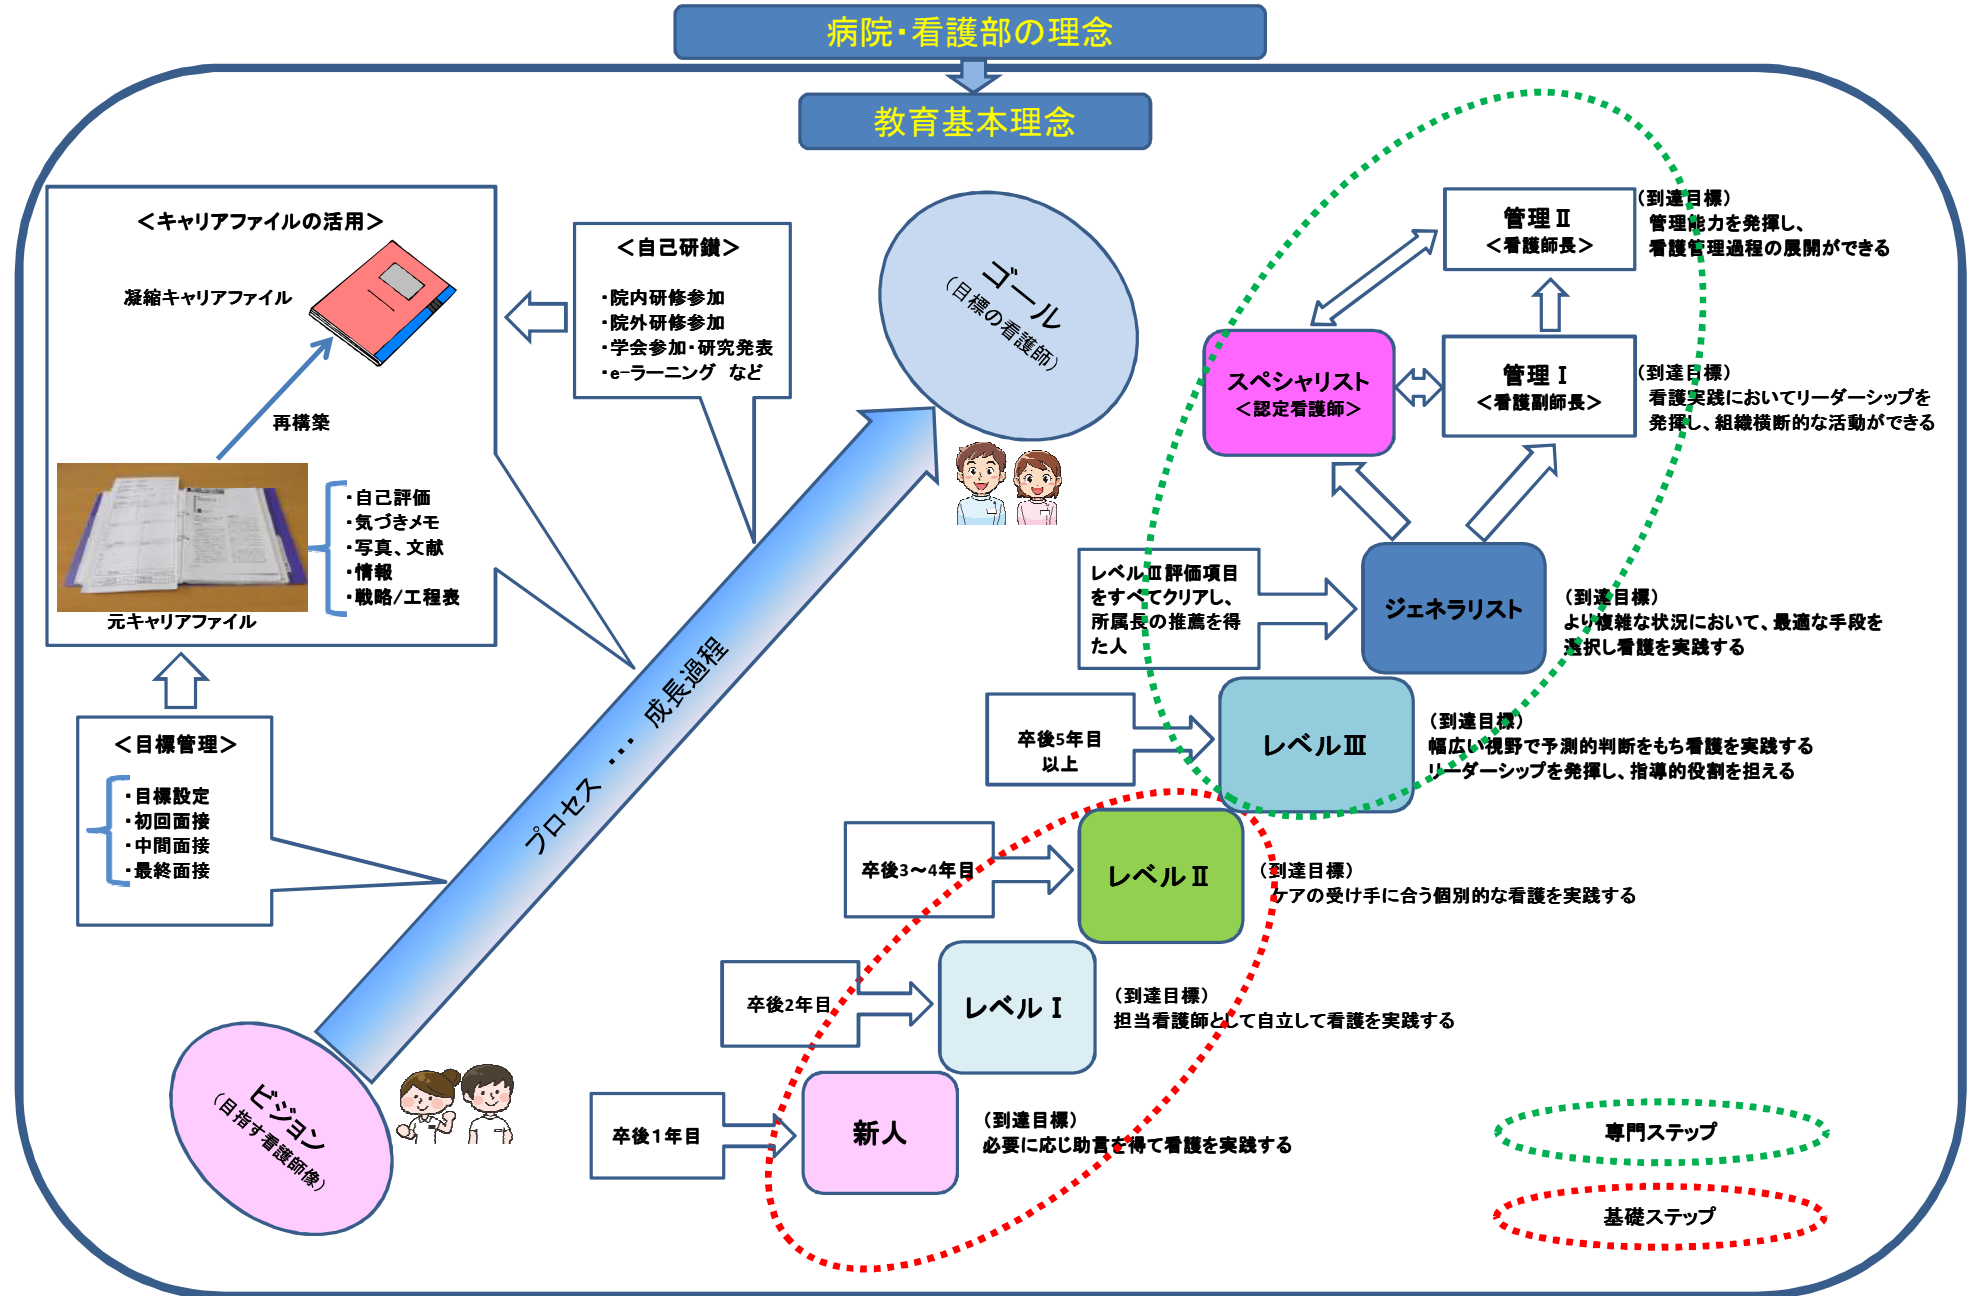 病院・看護部の理念
教育基本理念
＜キャリアファイルの活用＞
凝縮キャリアファイル
再構築
・自己評価
・気づきメモ
・写真、文献
・情報
・戦略/工程表
元キャリアファイル
＜自己研鑽＞
・院内研修参加
・院外研修参加
・学会参加・研究発表
・e-ラーニング　など
＜目標管理＞
・目標設定
・初回面接
・中間面接
・最終面接
ゴール
（目標の看護師）
プロセス ・・・ 成長過程
ビジョン
（目指す看護師像）
管理Ⅱ
＜看護師長＞
（到達目標）
管理能力を発揮し、
看護管理過程の展開ができる
スペシャリスト
＜認定看護師＞
管理Ⅰ
＜看護副師長＞
（到達目標）
看護実践においてリーダーシップを
発揮し、組織横断的な活動ができる
レベルⅢ評価項目
をすべてクリアし、
所属長の推薦を得
た人
ジェネラリスト
（到達目標）
より複雑な状況において、最適な手段を
選択し看護を実践する
卒後5年目
以上
レベルⅢ
（到達目標）
幅広い視野で予測的判断をもち看護を実践する
リーダーシップを発揮し、指導的役割を担える
卒後3～4年目
レベルⅡ
（到達目標）
ケアの受け手に合う個別的な看護を実践する
卒後2年目
レベルⅠ
（到達目標）
担当看護師として自立して看護を実践する
卒後１年目
新人
（到達目標）
必要に応じ助言を得て看護を実践する
専門ステップ
基礎ステップ